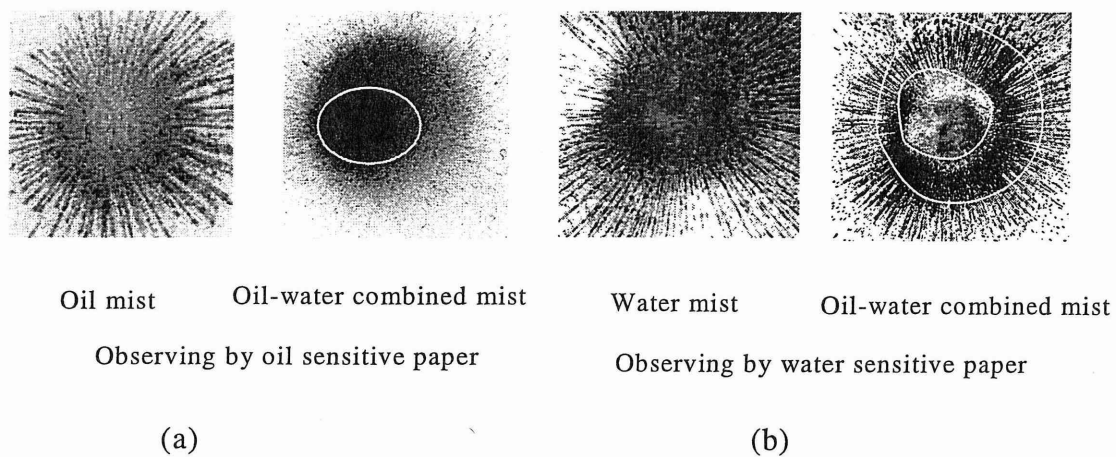 Oil mist
Oil-water combined mist
Water mist
Oil-water combined mist
Observing by oil sensitive paper
Observing by water sensitive paper
(a)
(b)